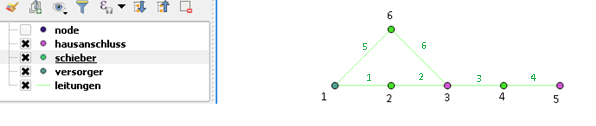 node
hausanschluss
schieber
versorger
leitungen
6
5 6
1 2 3 4
1 2 3 4 5